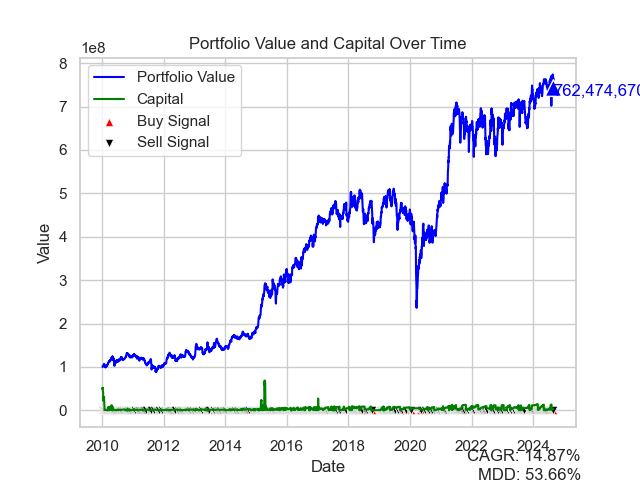 Portfolio Value and Capital Over Time
1e8
Portfolio Value
Capital
Buy Signal
Sell Signal
8
7
6
5
4
3
2
1
0
Value
762,474,670
2010 2012 2014 2016 2018 2020 2022 2024
Date
CAGR: 14.87%
MDD: 53.66%